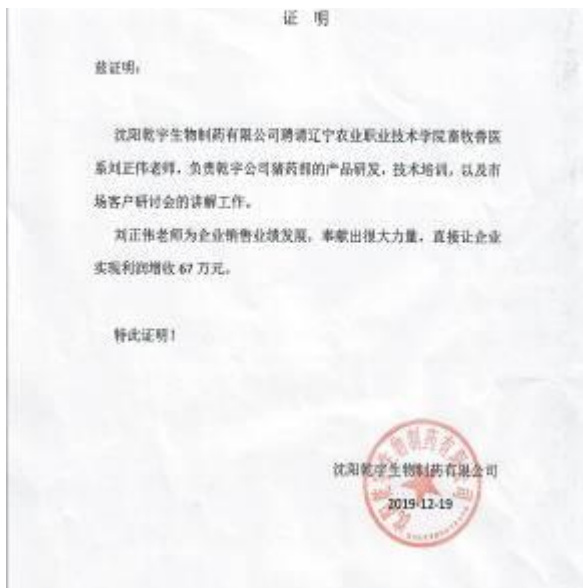 证 明
兹证明:
沈阳乾宇生物制药有限公司聘请辽宁农业职业技术学院畜牧兽医
系刘正伟老师,负责乾宇公司猪药部的产品研发,技术培训,以及市
场客户研讨会的讲解工作。
刘正伟老师为企业销售业绩发展,奉献出很大力量,直接让企业
实现利润增收 67 万元。
特此证明!
沈阳乾宇生物制药有限公司
2019-12-19